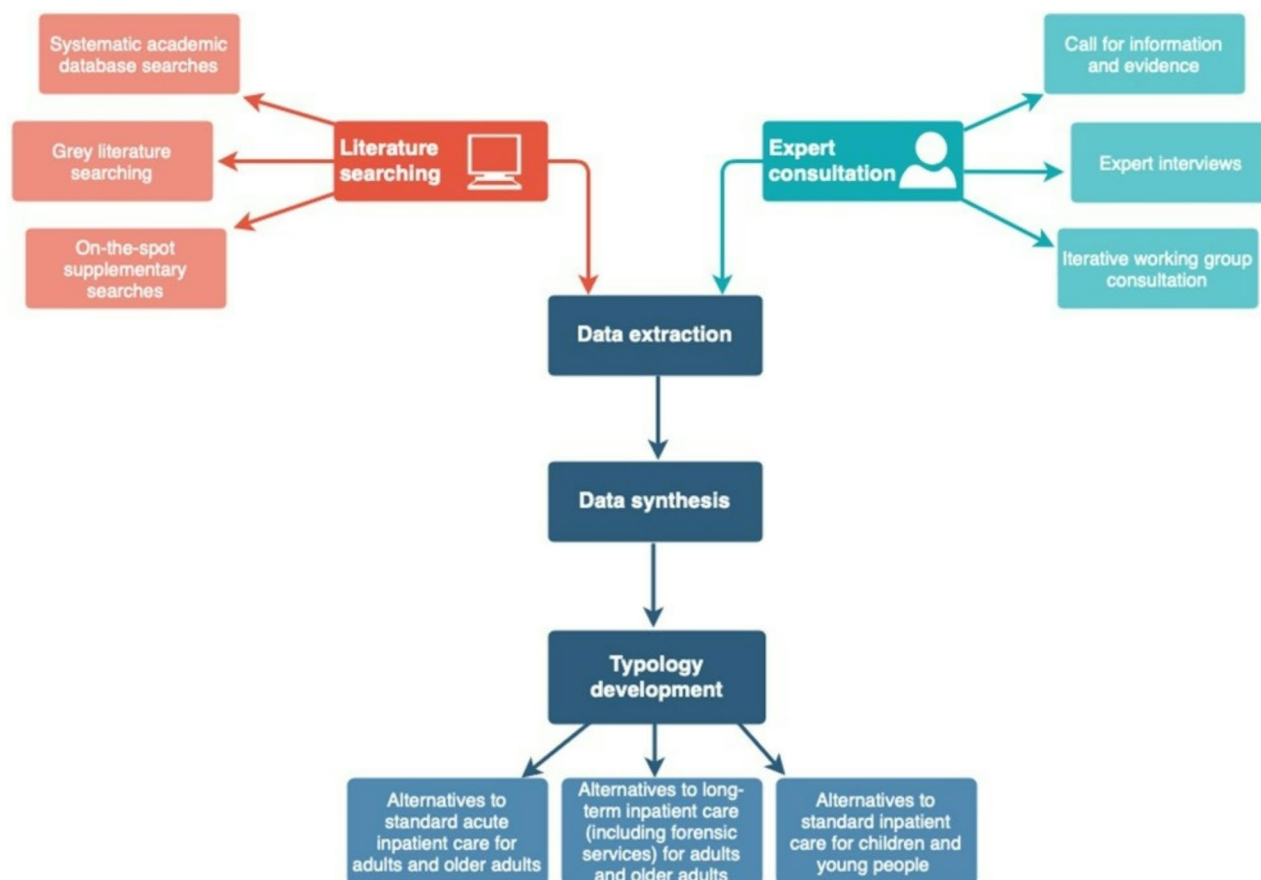 Systematic academic
database searches
Grey literature
searching
On-the-spot
supplementary
searches
Literature
searching
Expert
consultation
Call for information
and evidence
Expert interviews
Iterative working group
consultation
Data extraction
Data synthesis
Typology
development
Alternatives to
standard acute
inpatient care for
adults and older adults
Alternatives to long-
term inpatient care
(including forensic
services) for adults
and older adults
Alternatives to
standard inpatient
care for children and
young people